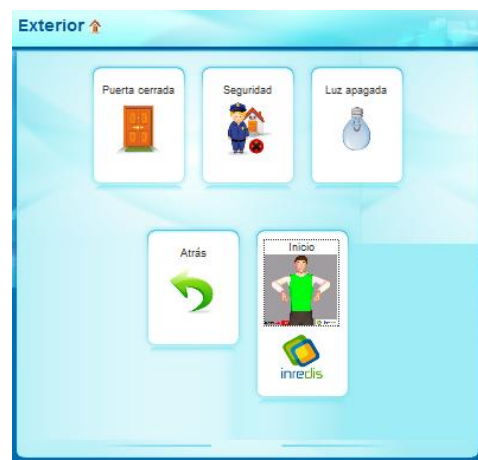 Exterior
Puerta cerrada
Seguridad
Luz apagada
Atrás
Inicio
inredis